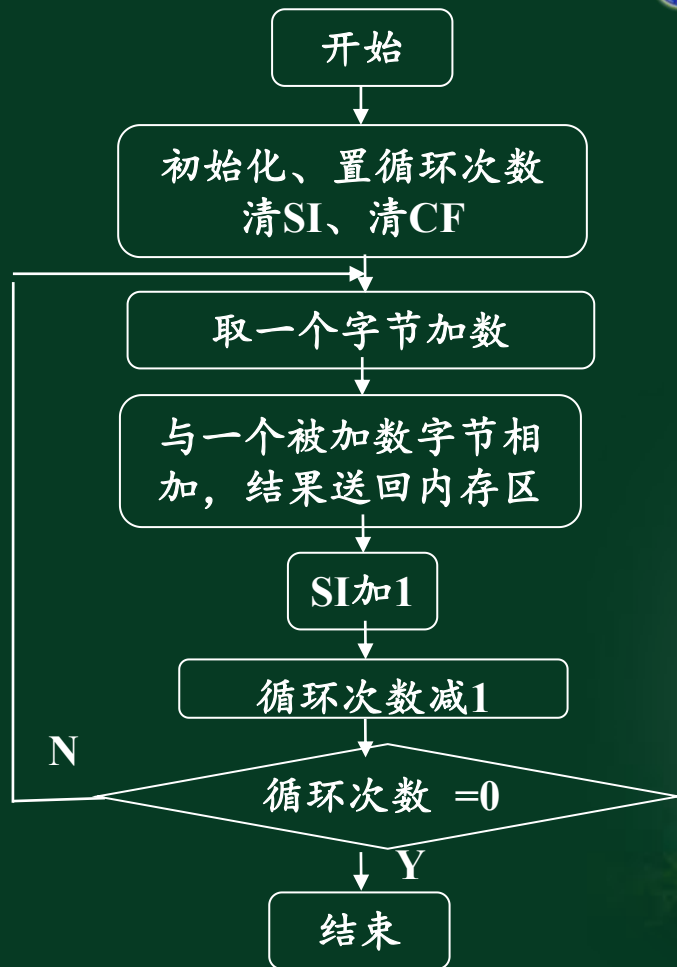 开始
初始化、置循环次数
清SI、清CF
取一个字节加数
与一个被加数字节相
加，结果送回内存区
SI加1
循环次数减1
N
循环次数 =0
Y
结束